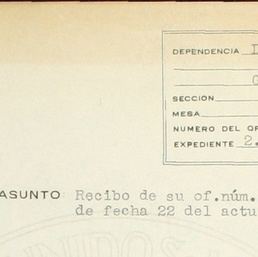 DEPENDENCIA I
G
SECCION
MESA
NUMERO DEL OF
EXPEDIENTE 2.
ASUNTO: Recibo de su of.núm.
de fecha 22 del actu